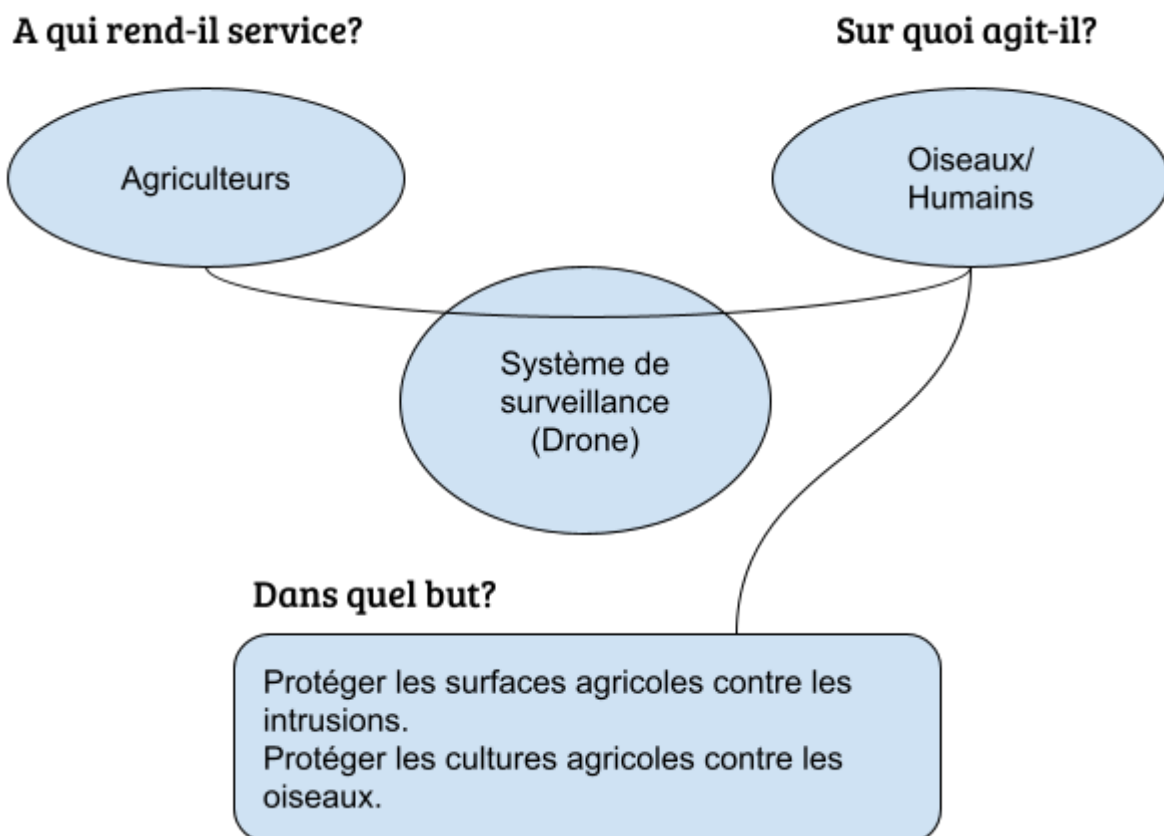 A qui rend-il service?
Sur quoi agit-il?
Agriculteurs
Oiseaux/
Humains
Système de
surveillance
(Drone)
Dans quel but?
Protéger les surfaces agricoles contre les
intrusions.
Protéger les cultures agricoles contre les
oiseaux.